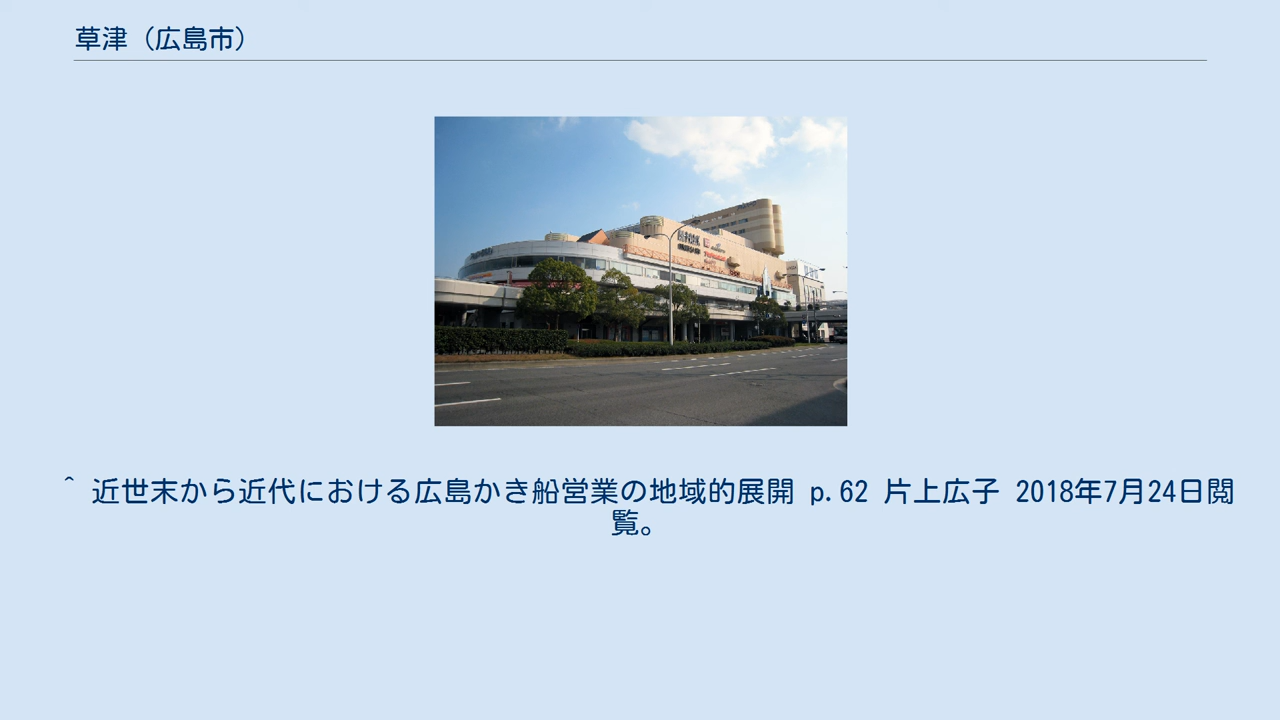 草津（広島市）
^ 近世末から近代における広島かき船営業の地域的展開 p.62 片上広子 2018年7月24日閲
覧。